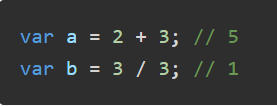 var a = 2 + 3; // 5
var b = 3 / 3; // 1